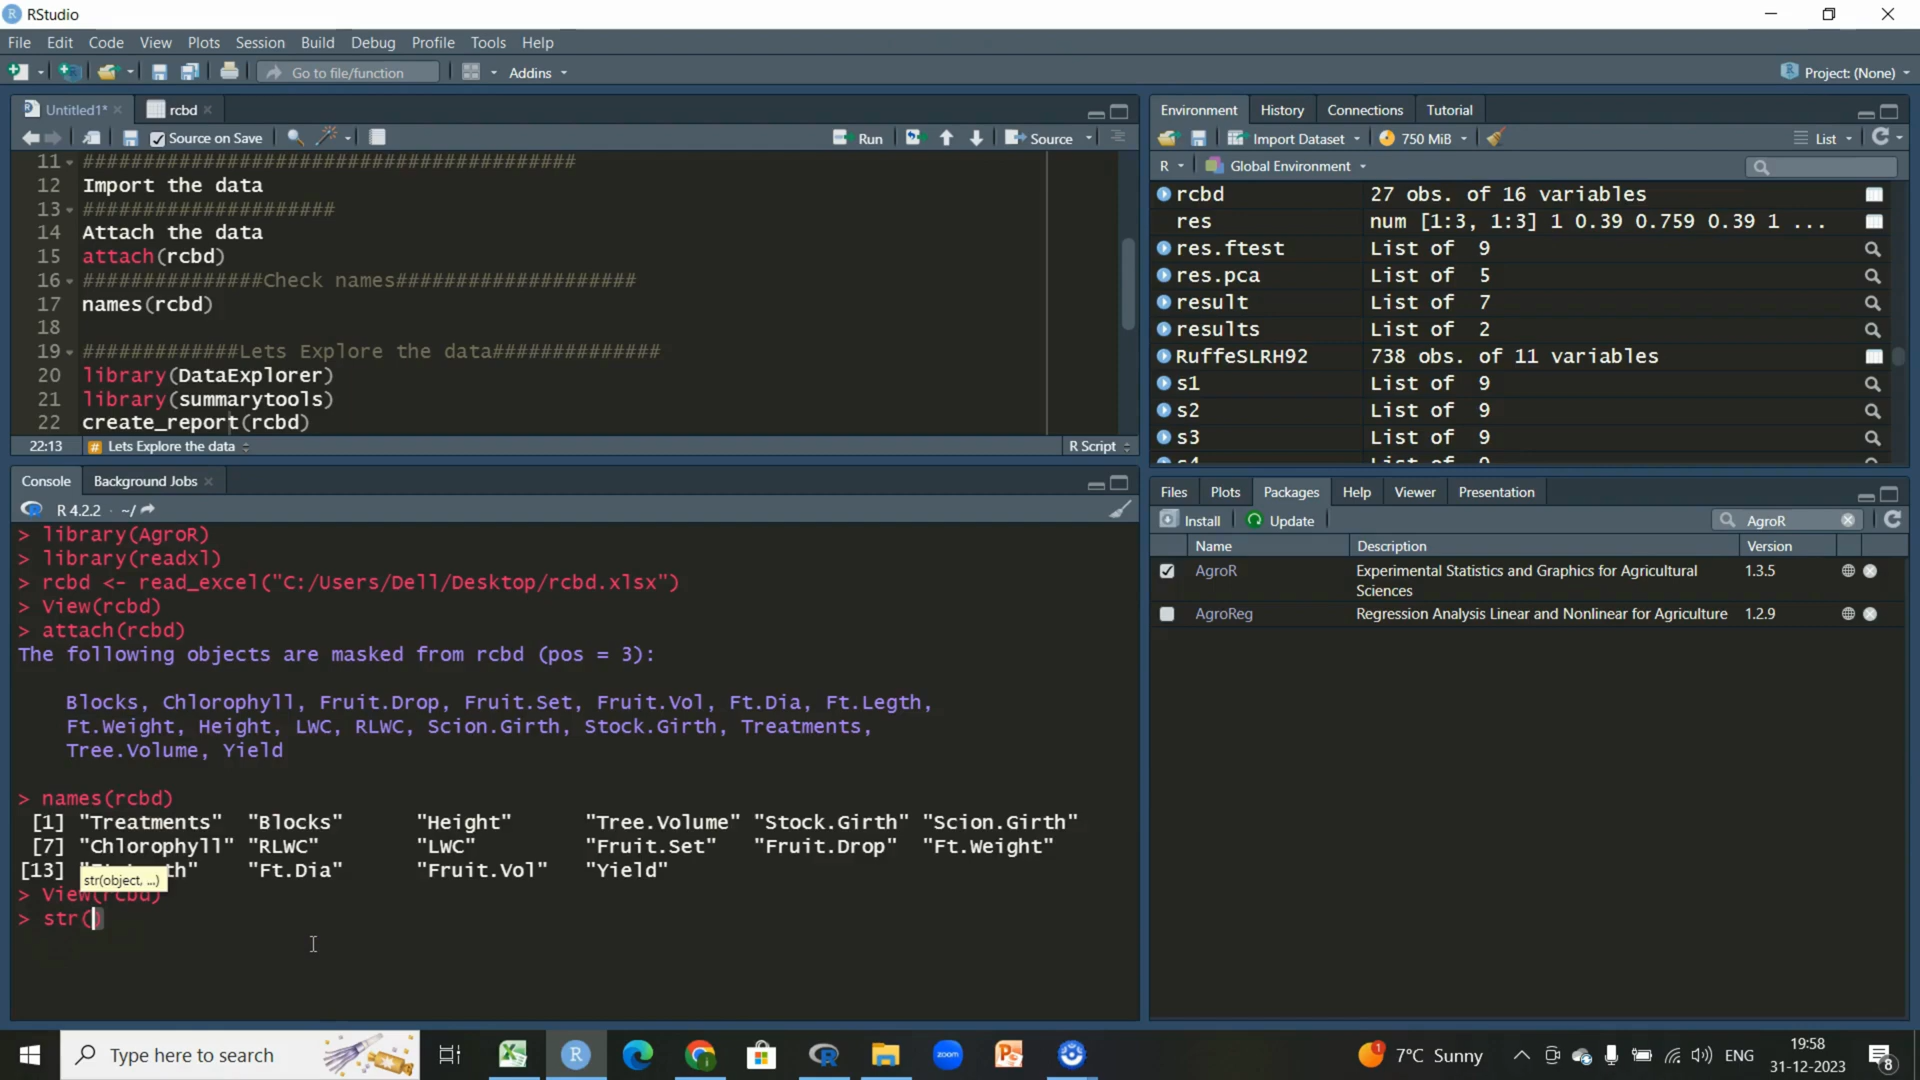 RStudio
File Edit Code View Plots Session Build Debug Profile Tools Help
Go to file/function Addins Project: (None)
Untitled1* rcbd
Source on Save Run Source
11 #########################################
12 Import the data
13 #####################
14 Attach the data
15 attach(rcbd)
16 ###############Check names####################
17 names(rcbd)
18
19 #############Lets Explore the data##############
20 library(DataExplorer)
21 library(summarytools)
22 create_report(rcbd)
22:13 # Lets Explore the data R Script
Console Background Jobs
R 4.2.2 · ~/
> library(AgroR)
> library(readxl)
> rcbd <- read_excel("C:/Users/Dell/Desktop/rcbd.xlsx")
> View(rcbd)
> attach(rcbd)
The following objects are masked from rcbd (pos = 3):
Blocks, Chlorophyll, Fruit.Drop, Fruit.Set, Fruit.Vol, Ft.Dia, Ft.Legth,
Ft.Weight, Height, LWC, RLWC, Scion.Girth, Stock.Girth, Treatments,
Tree.Volume, Yield
> names(rcbd)
[1] "Treatments" "Blocks" "Height" "Tree.Volume" "Stock.Girth" "Scion.Girth"
[7] "Chlorophyll" "RLWC" "LWC" "Fruit.Set" "Fruit.Drop" "Ft.Weight"
[13] "Ft.Dia" "Fruit.Vol" "Yield"
str(object, ...)
> View(rcbd)
> str()
Environment History Connections Tutorial
Import Dataset 750 MiB List
R Global Environment
rcbd 27 obs. of 16 variables
res num [1:3, 1:3] 1 0.39 0.759 0.39 1 ...
res.ftest List of 9
res.pca List of 5
result List of 7
results List of 2
RuffeSLRH92 738 obs. of 11 variables
s1 List of 9
s2 List of 9
s3 List of 9
Files Plots Packages Help Viewer Presentation
Install Update AgroR
Name Description Version
AgroR Experimental Statistics and Graphics for Agricultural 1.3.5
Sciences
AgroReg Regression Analysis Linear and Nonlinear for Agriculture 1.2.9
Type here to search
zoom
7°C Sunny ENG
19:58
31-12-2023
8